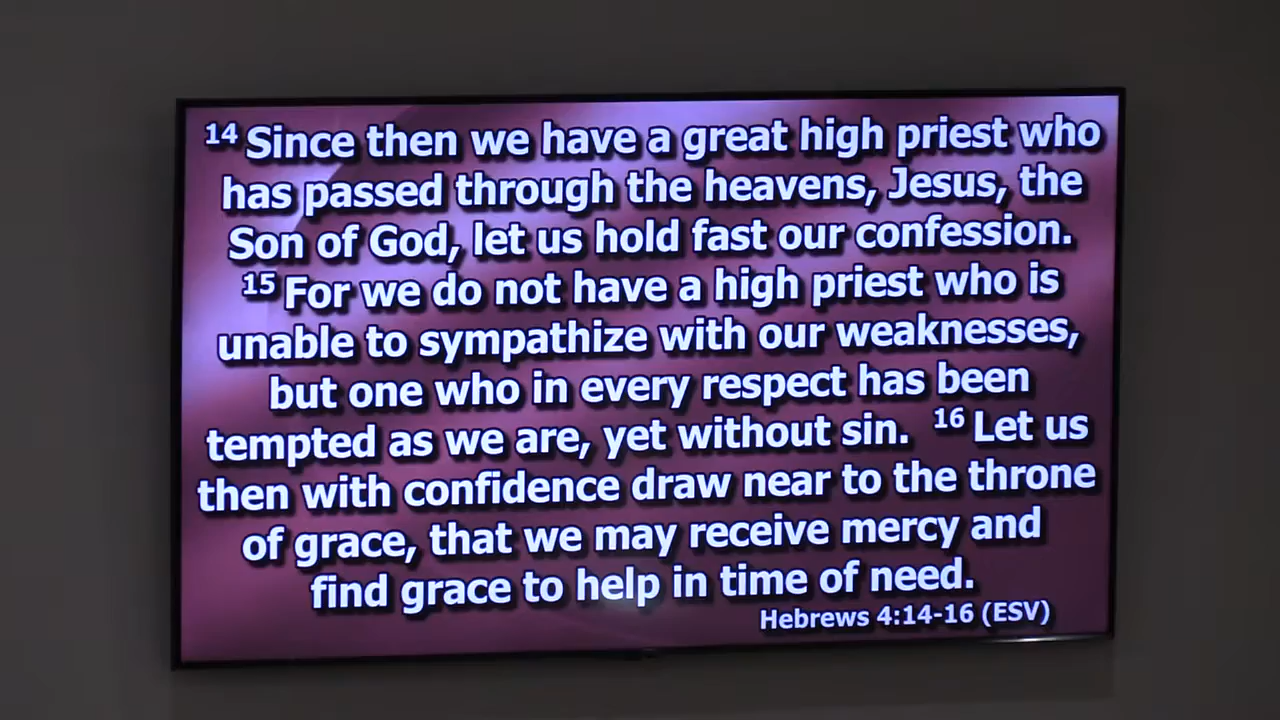 14 Since then we have a great high priest who
has passed through the heavens, Jesus, the
Son of God, let us hold fast our confession.
15 For we do not have a high priest who is
unable to sympathize with our weaknesses,
but one who in every respect has been
tempted as we are, yet without sin. 16 Let us
then with confidence draw near to the throne
of grace, that we may receive mercy and
find grace to help in time of need.
Hebrews 4:14-16 (ESV)